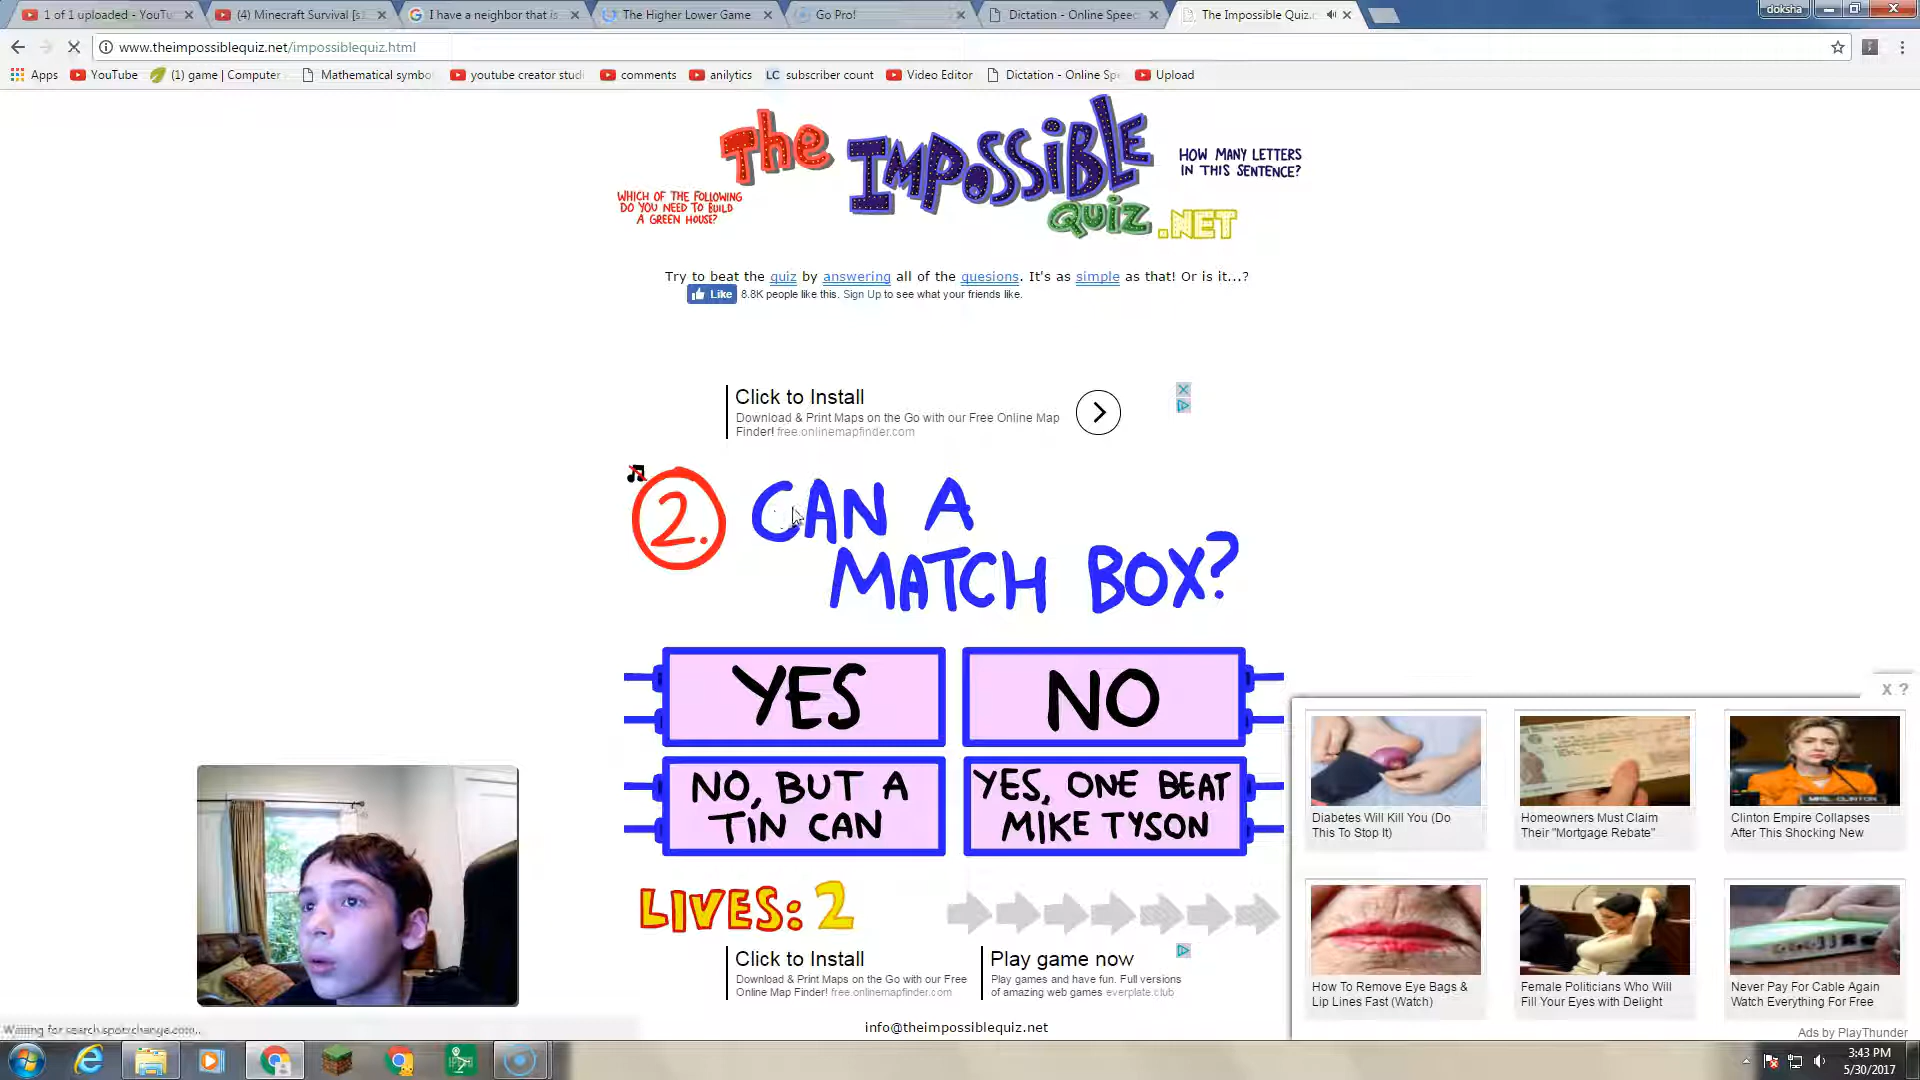 1 of 1 uploaded - YouTu
(4) Minecraft Survival [s1
I have a neighbor that is
The Higher Lower Game
Go Pro!
Dictation - Online Speec
The Impossible Quiz.n
doksha
www.theimpossiblequiz.net/impossiblequiz.html
Apps
YouTube
(1) game | Computer
Mathematical symbo
youtube creator studi
comments
anilytics
LC subscriber count
Video Editor
Dictation - Online Sp
Upload
The Impossible Quiz .NET
WHICH OF THE FOLLOWING
DO YOU NEED TO BUILD
A GREEN HOUSE?
HOW MANY LETTERS
IN THIS SENTENCE?
Try to beat the quiz by answering all of the quesions. It's as simple as that! Or is it...?
Like 8.8K people like this. Sign Up to see what your friends like.
Click to Install
Download & Print Maps on the Go with our Free Online Map
Finder! free.onlinemapfinder.com
2. CAN A
MATCH BOX?
YES
NO
NO, BUT A
TIN CAN
YES, ONE BEAT
MIKE TYSON
LIVES: 2
Click to Install
Download & Print Maps on the Go with our Free
Online Map Finder! free.onlinemapfinder.com
Play game now
Play games and have fun. Full versions
of amazing web games everplate.club
info@theimpossiblequiz.net
X ?
Diabetes Will Kill You (Do
This To Stop It)
Homeowners Must Claim
Their "Mortgage Rebate"
MRS. CLINTON
Clinton Empire Collapses
After This Shocking New
How To Remove Eye Bags &
Lip Lines Fast (Watch)
Female Politicians Who Will
Fill Your Eyes with Delight
Never Pay For Cable Again
Watch Everything For Free
Ads by PlayThunder
Waiting for search.spotxchange.com...
3:43 PM
5/30/2017